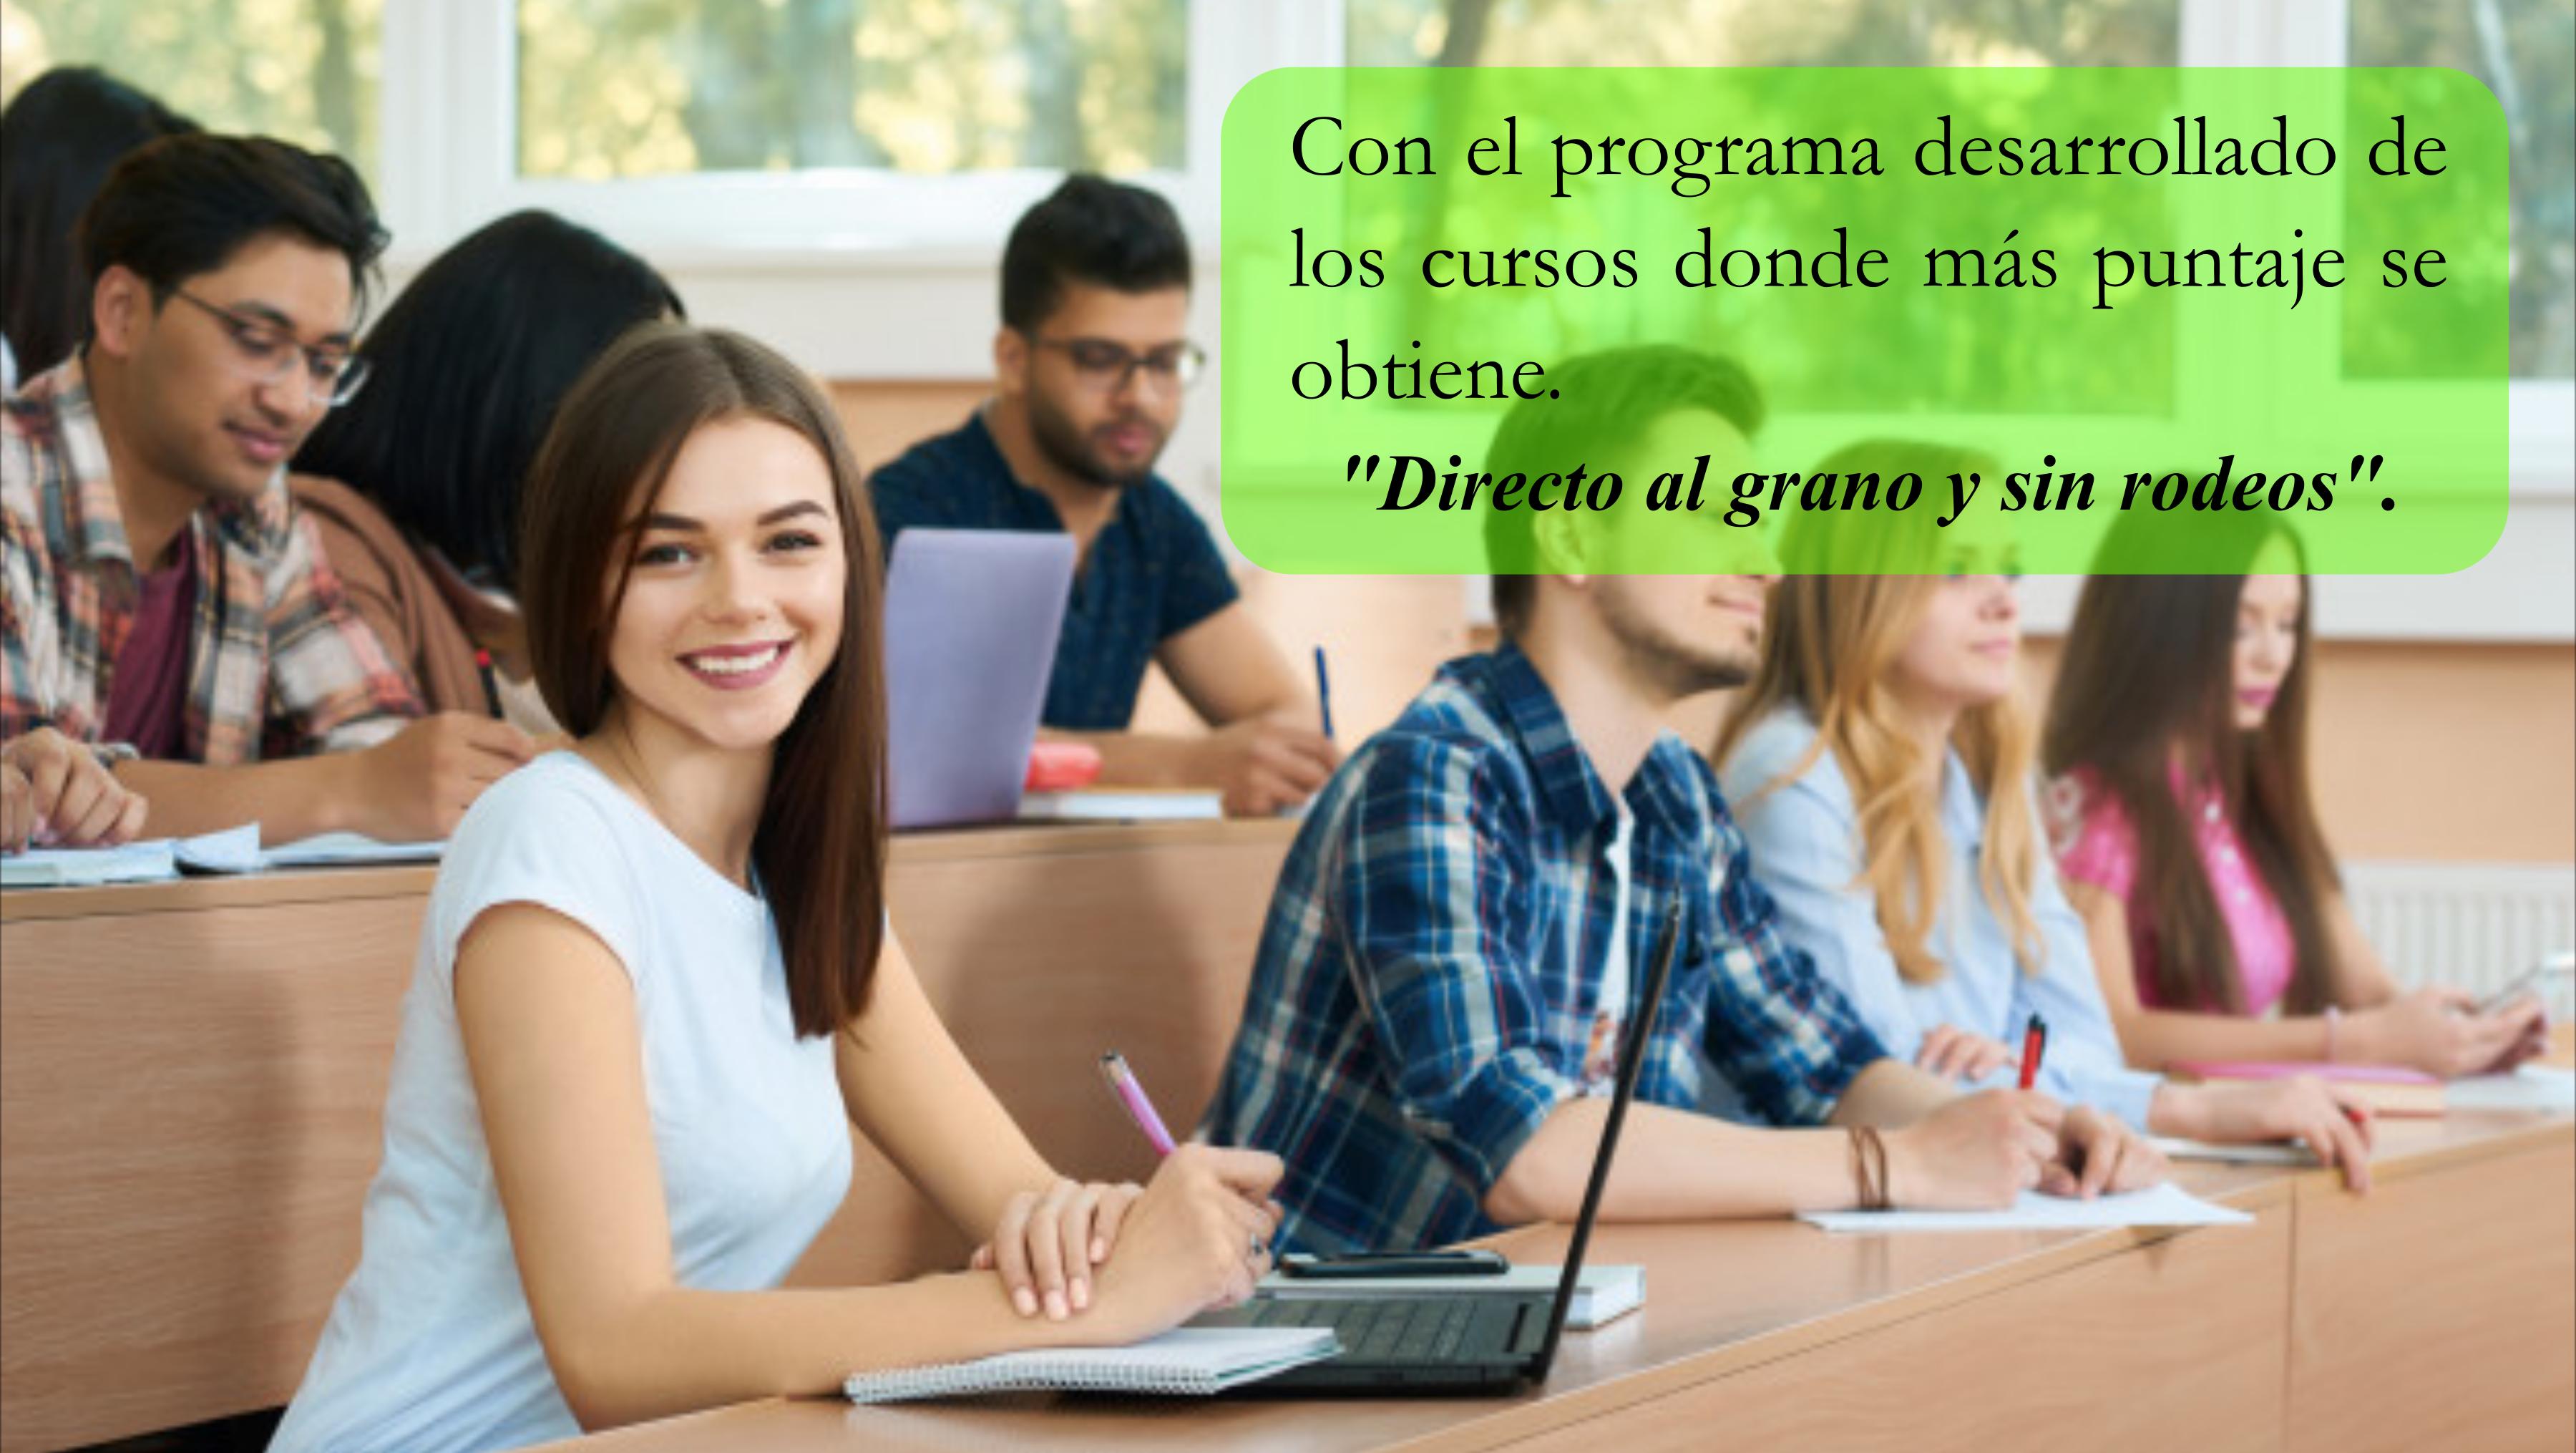 Con el programa desarrollado de
los cursos donde más puntaje se
obtiene.
"Directo al grano y sin rodeos".